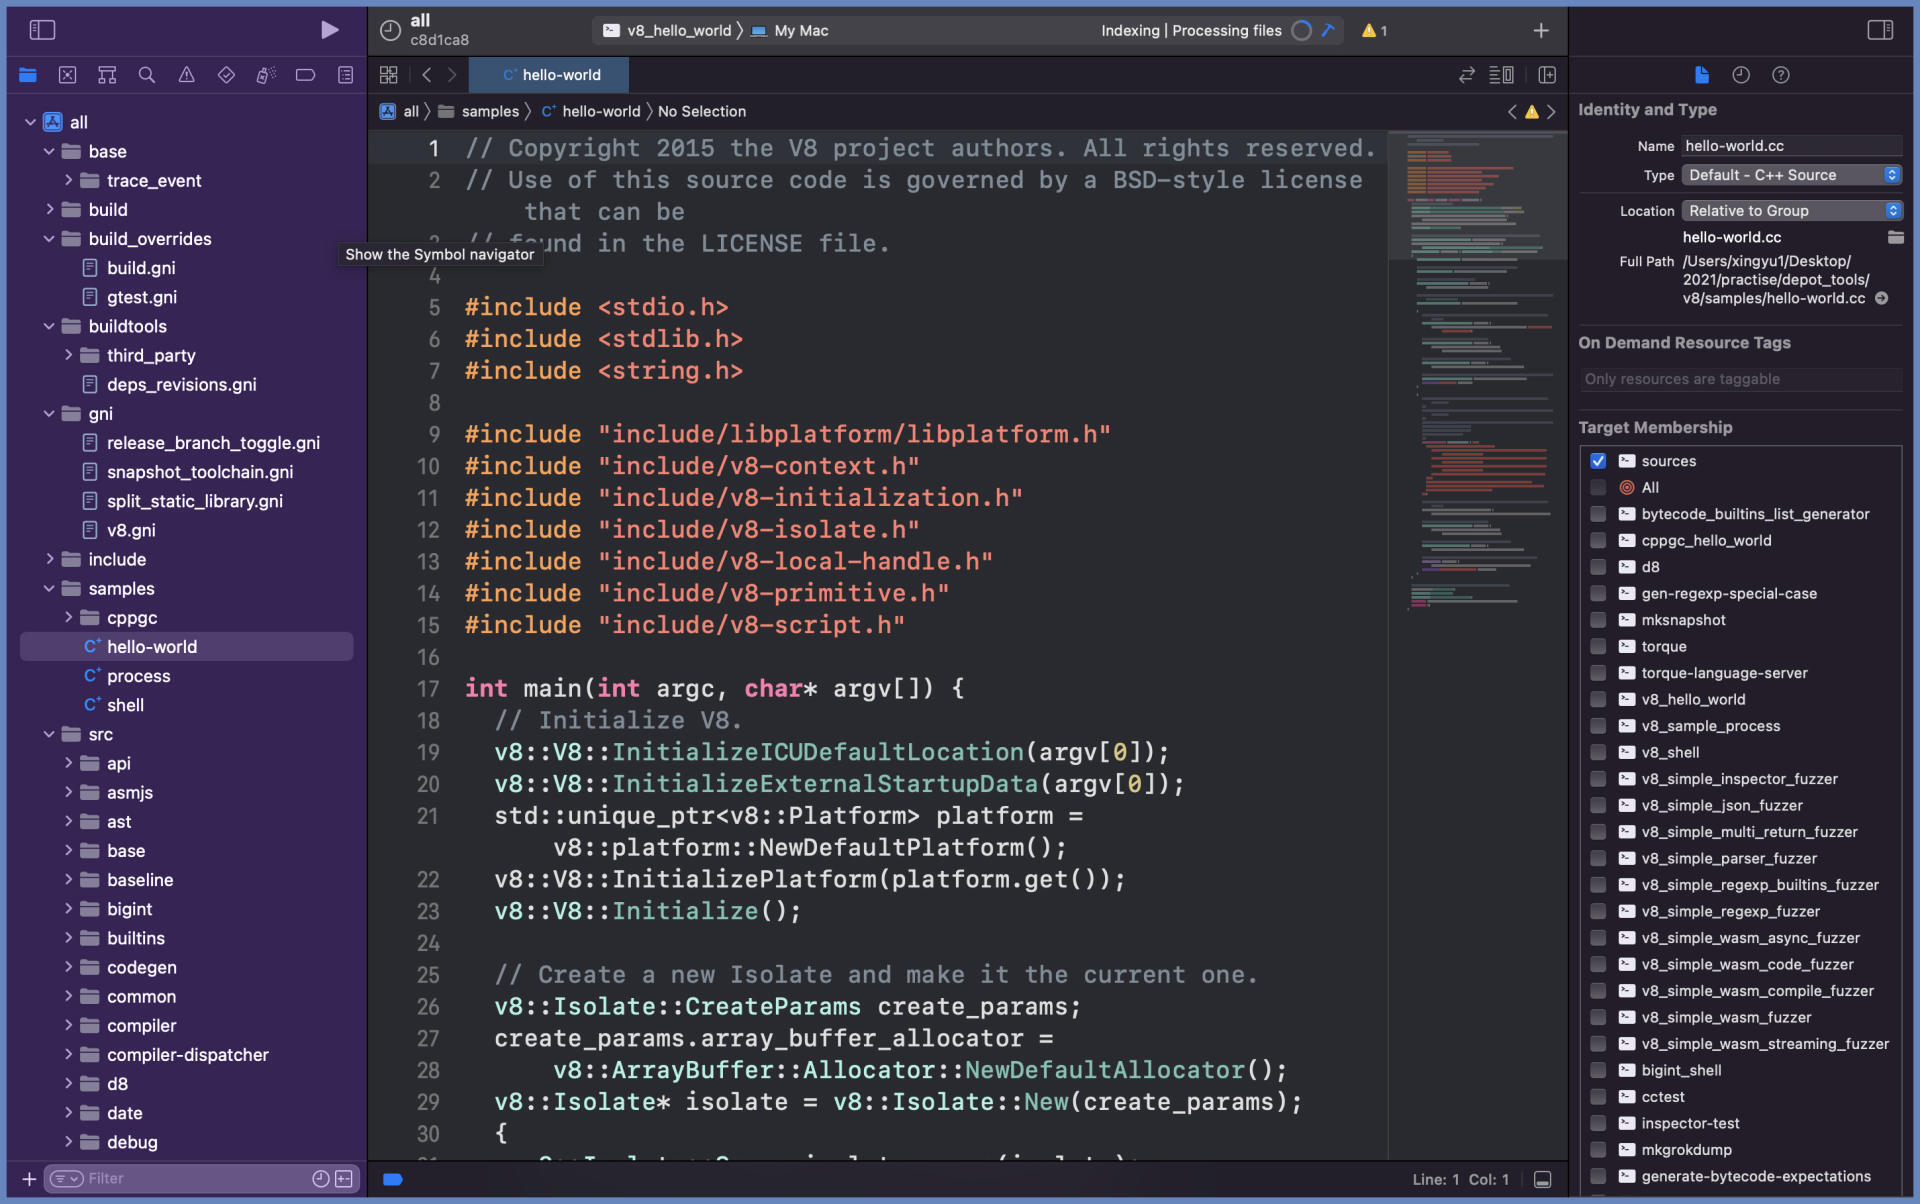 all
c8d1ca8
v8_hello_world
My Mac
Indexing | Processing files
1
hello-world
all
samples
hello-world
No Selection
all
base
trace_event
build
build_overrides
build.gni
gtest.gni
buildtools
third_party
deps_revisions.gni
gni
release_branch_toggle.gni
snapshot_toolchain.gni
split_static_library.gni
v8.gni
include
samples
cppgc
hello-world
process
shell
src
api
asmjs
ast
base
baseline
bigint
builtins
codegen
common
compiler
compiler-dispatcher
d8
date
debug
Filter
Show the Symbol navigator
1 // Copyright 2015 the V8 project authors. All rights reserved.
2 // Use of this source code is governed by a BSD-style license
that can be
// found in the LICENSE file.
4
5 #include <stdio.h>
6 #include <stdlib.h>
7 #include <string.h>
8
9 #include "include/libplatform/libplatform.h"
10 #include "include/v8-context.h"
11 #include "include/v8-initialization.h"
12 #include "include/v8-isolate.h"
13 #include "include/v8-local-handle.h"
14 #include "include/v8-primitive.h"
15 #include "include/v8-script.h"
16
17 int main(int argc, char* argv[]) {
18 // Initialize V8.
19 v8::V8::InitializeICUDefaultLocation(argv[0]);
20 v8::V8::InitializeExternalStartupData(argv[0]);
21 std::unique_ptr<v8::Platform> platform =
v8::platform::NewDefaultPlatform();
22 v8::V8::InitializePlatform(platform.get());
23 v8::V8::Initialize();
24
25 // Create a new Isolate and make it the current one.
26 v8::Isolate::CreateParams create_params;
27 create_params.array_buffer_allocator =
28 v8::ArrayBuffer::Allocator::NewDefaultAllocator();
29 v8::Isolate* isolate = v8::Isolate::New(create_params);
30 {
Line: 1 Col: 1
Identity and Type
Name hello-world.cc
Type Default - C++ Source
Location Relative to Group
hello-world.cc
Full Path /Users/xingyu1/Desktop/
2021/practise/depot_tools/
v8/samples/hello-world.cc
On Demand Resource Tags
Only resources are taggable
Target Membership
sources
All
bytecode_builtins_list_generator
cppgc_hello_world
d8
gen-regexp-special-case
mksnapshot
torque
torque-language-server
v8_hello_world
v8_sample_process
v8_shell
v8_simple_inspector_fuzzer
v8_simple_json_fuzzer
v8_simple_multi_return_fuzzer
v8_simple_parser_fuzzer
v8_simple_regexp_builtins_fuzzer
v8_simple_regexp_fuzzer
v8_simple_wasm_async_fuzzer
v8_simple_wasm_code_fuzzer
v8_simple_wasm_compile_fuzzer
v8_simple_wasm_fuzzer
v8_simple_wasm_streaming_fuzzer
bigint_shell
cctest
inspector-test
mkgrokdump
generate-bytecode-expectations